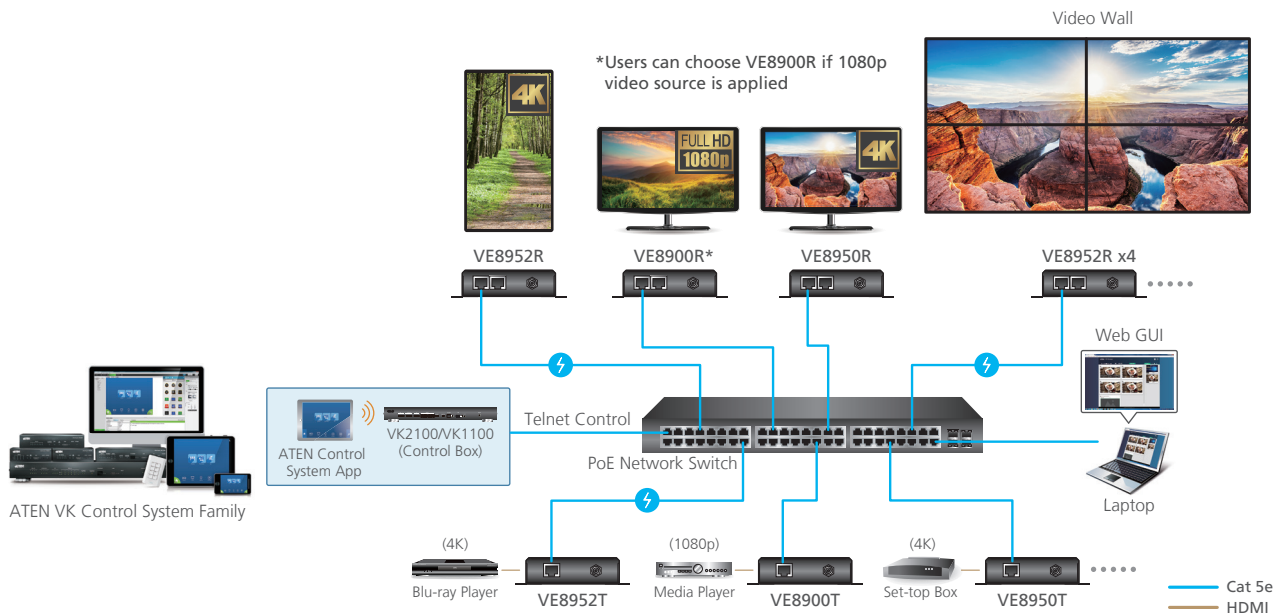 Video Wall
*Users can choose VE8900R if 1080p
video source is applied
4K
FULL HD
1080p
4K
VE8952R
VE8900R*
VE8950R
VE8952R x4
Web GUI
Telnet Control
ATEN Control
System App
VK2100/VK1100
(Control Box)
PoE Network Switch
Laptop
ATEN VK Control System Family
(4K)
Blu-ray Player
VE8952T
(1080p)
Media Player
VE8900T
(4K)
Set-top Box
VE8950T
Cat 5e
HDMI